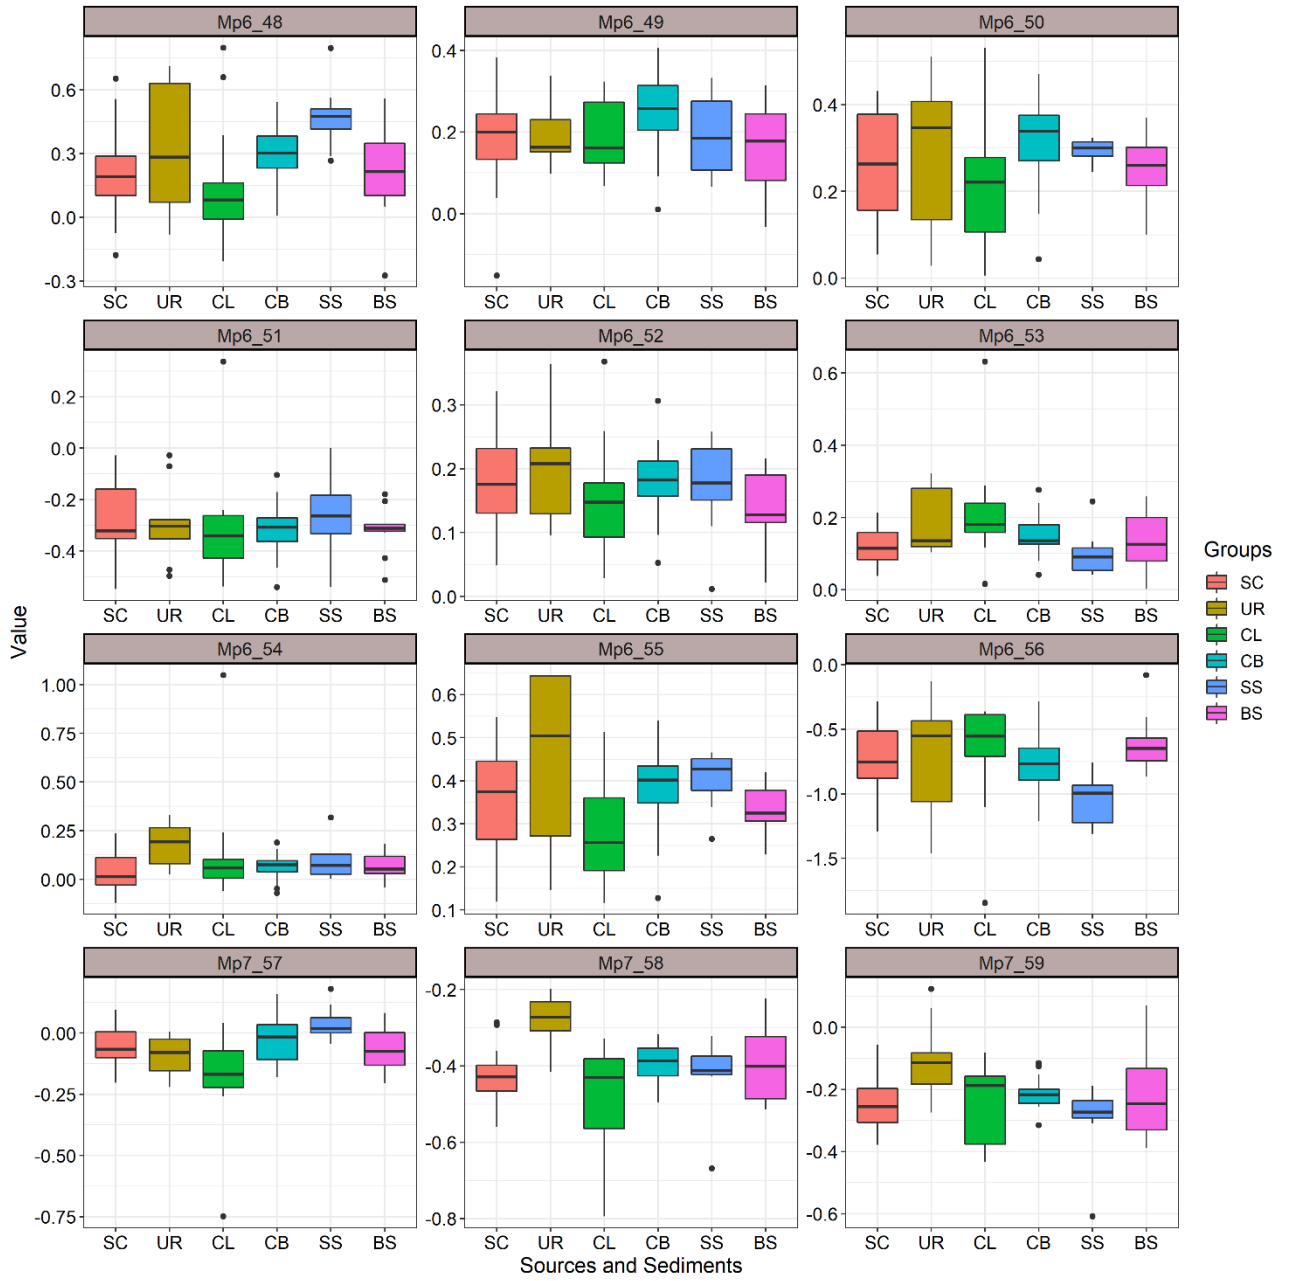 Mp6_48 Mp6_49 Mp6_50
0.6
0.3
0.0
-0.3
0.4
0.2
0.0
0.4
0.2
0.0
SC UR CL CB SS BS SC UR CL CB SS BS SC UR CL CB SS BS
Mp6_51 Mp6_52 Mp6_53
0.2
0.0
-0.2
-0.4
0.3
0.2
0.1
0.0
0.6
0.4
0.2
0.0
SC UR CL CB SS BS SC UR CL CB SS BS SC UR CL CB SS BS
Mp6_54 Mp6_55 Mp6_56
1.00
0.75
0.50
0.25
0.00
0.6
0.5
0.4
0.3
0.2
0.1
0.0
-0.5
-1.0
-1.5
SC UR CL CB SS BS SC UR CL CB SS BS SC UR CL CB SS BS
Mp7_57 Mp7_58 Mp7_59
0.00
-0.25
-0.50
-0.75
-0.2
-0.4
-0.6
-0.8
0.0
-0.2
-0.4
-0.6
SC UR CL CB SS BS SC UR CL CB SS BS SC UR CL CB SS BS
Value
Sources and Sediments
Groups
SC
UR
CL
CB
SS
BS